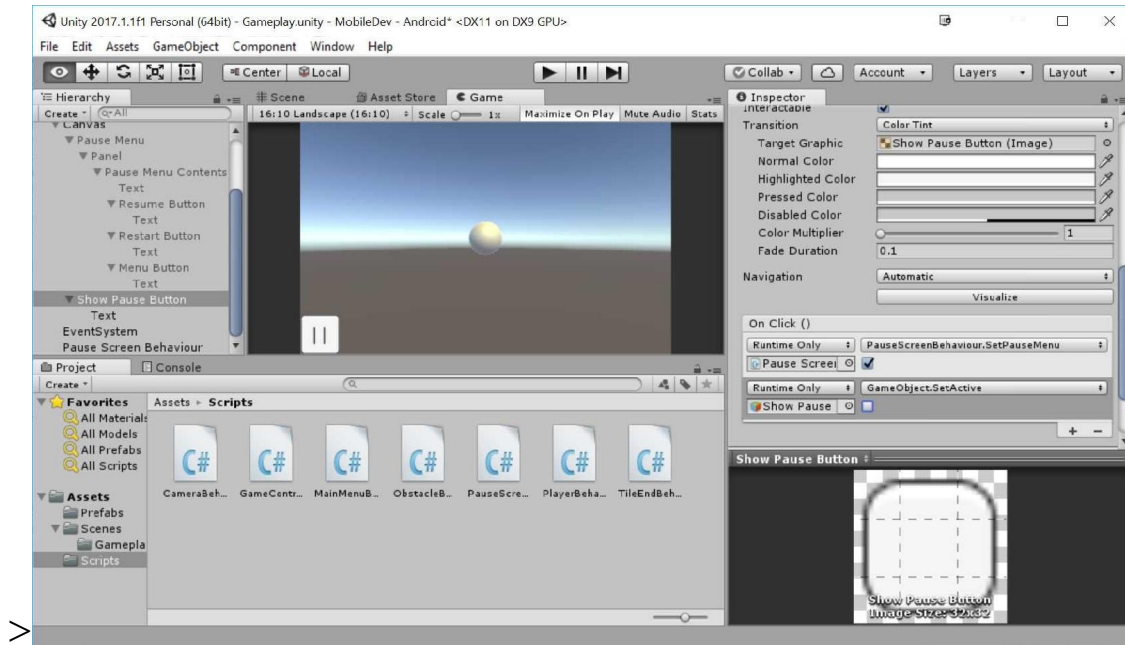 Unity 2017.1.1f1 Personal (64bit) - Gameplay.unity - MobileDev - Android* <DX11 on DX9 GPU>
File Edit Assets GameObject Component Window Help
Center Local Collab Account Layers Layout
Hierarchy
Create All
Canvas
Pause Menu
Panel
Pause Menu Contents
Text
Resume Button
Text
Restart Button
Text
Menu Button
Text
Show Pause Button
Text
EventSystem
Pause Screen Behaviour
Scene Asset Store Game
16:10 Landscape (16:10) Scale 1x Maximize On Play Mute Audio Stats
Project Console
Create
Favorites
All Materials
All Models
All Prefabs
All Scripts
Assets
Prefabs
Scenes
Gamepla
Scripts
Assets ▸ Scripts
C# C# C# C# C# C# C#
CameraBeh... GameContr... MainMenuB... ObstacleB... PauseScre... PlayerBeha... TileEndBeh...
Inspector
Interactable
Transition Color Tint
Target Graphic Show Pause Button (Image)
Normal Color
Highlighted Color
Pressed Color
Disabled Color
Color Multiplier 1
Fade Duration 0.1
Navigation Automatic
Visualize
On Click ()
Runtime Only PauseScreenBehaviour.SetPauseMenu
Pause Screen
Runtime Only GameObject.SetActive
Show Pause
+ −
Show Pause Button
Show Pause Button
Image Size: 32x32
>